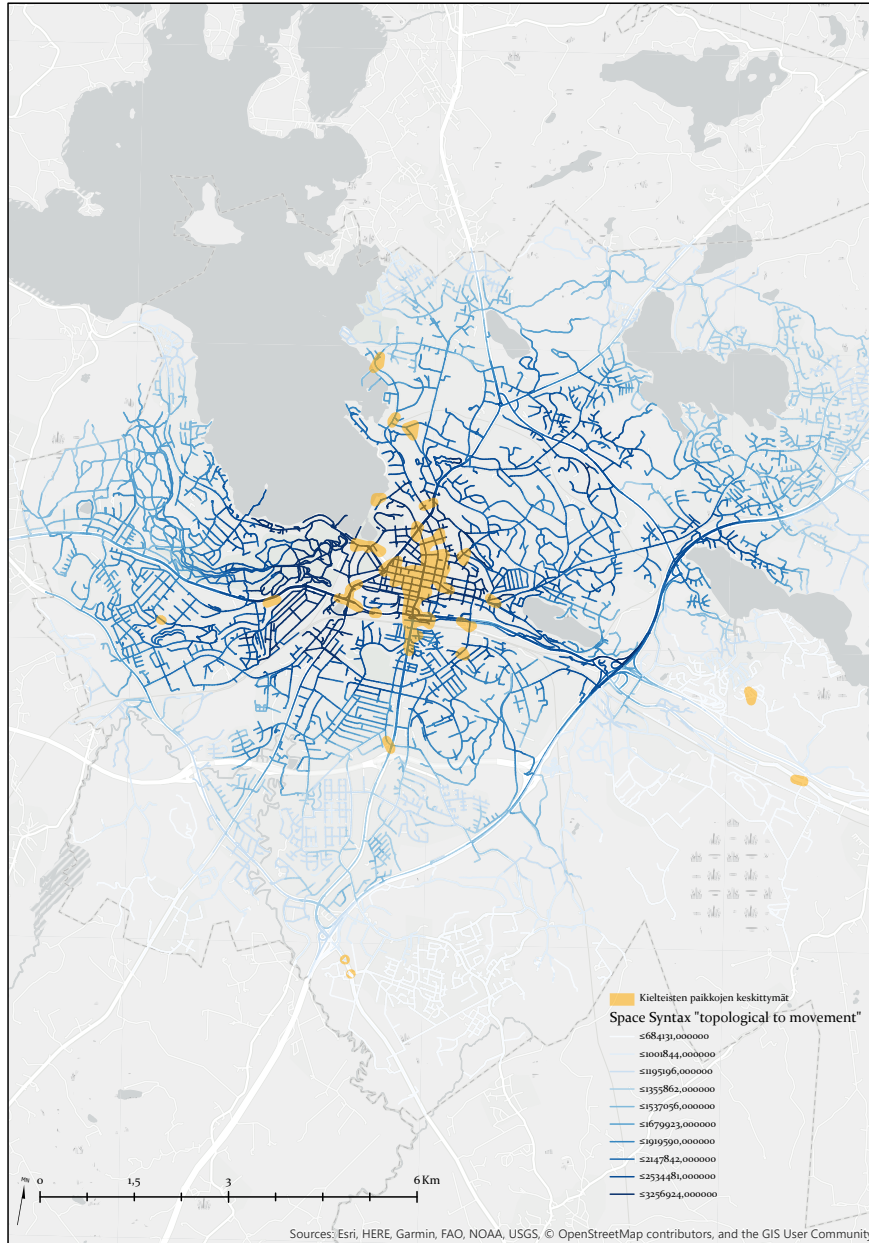 Kielteisten paikkojen keskittymät
Space Syntax "topological to movement"
≤684131,000000
≤1001844,000000
≤1195196,000000
≤1355862,000000
≤1537056,000000
≤1679923,000000
≤1919590,000000
≤2147842,000000
≤2534481,000000
≤3256924,000000
MN
0 1,5 3 6 Km
Sources: Esri, HERE, Garmin, FAO, NOAA, USGS, © OpenStreetMap contributors, and the GIS User Community